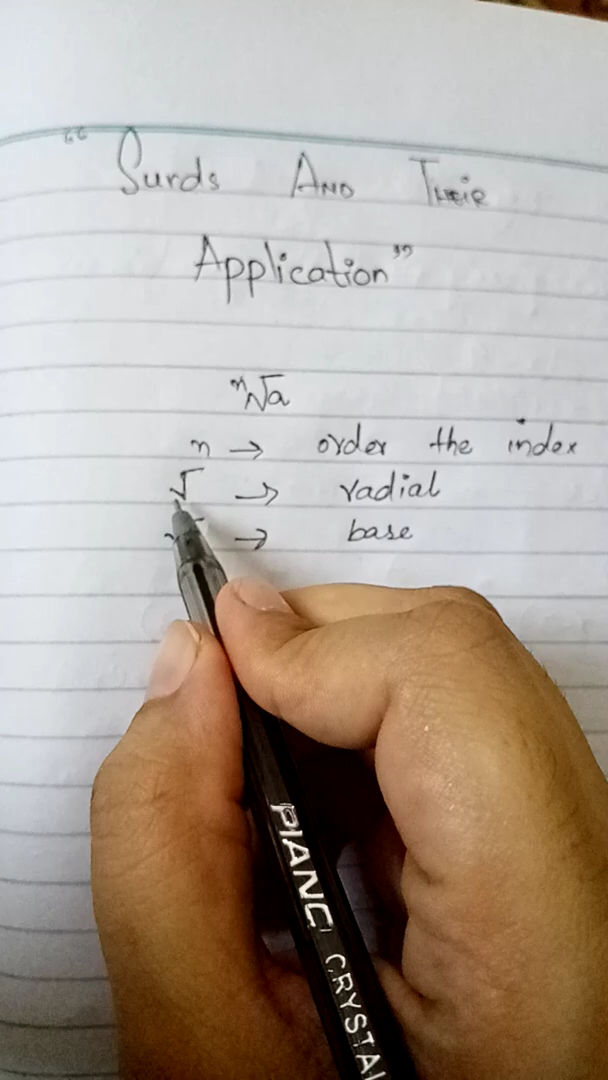 “Surds AND THEIR
Application”
ⁿ√a
n → order the index
√ → radial
→ base
PIANO CRYSTAL